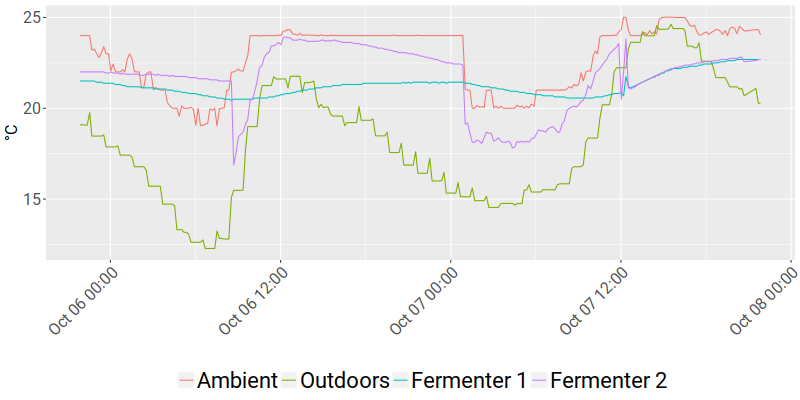 25
20
15
°C
Oct 06 00:00
Oct 06 12:00
Oct 07 00:00
Oct 07 12:00
Oct 08 00:00
Ambient Outdoors Fermenter 1 Fermenter 2